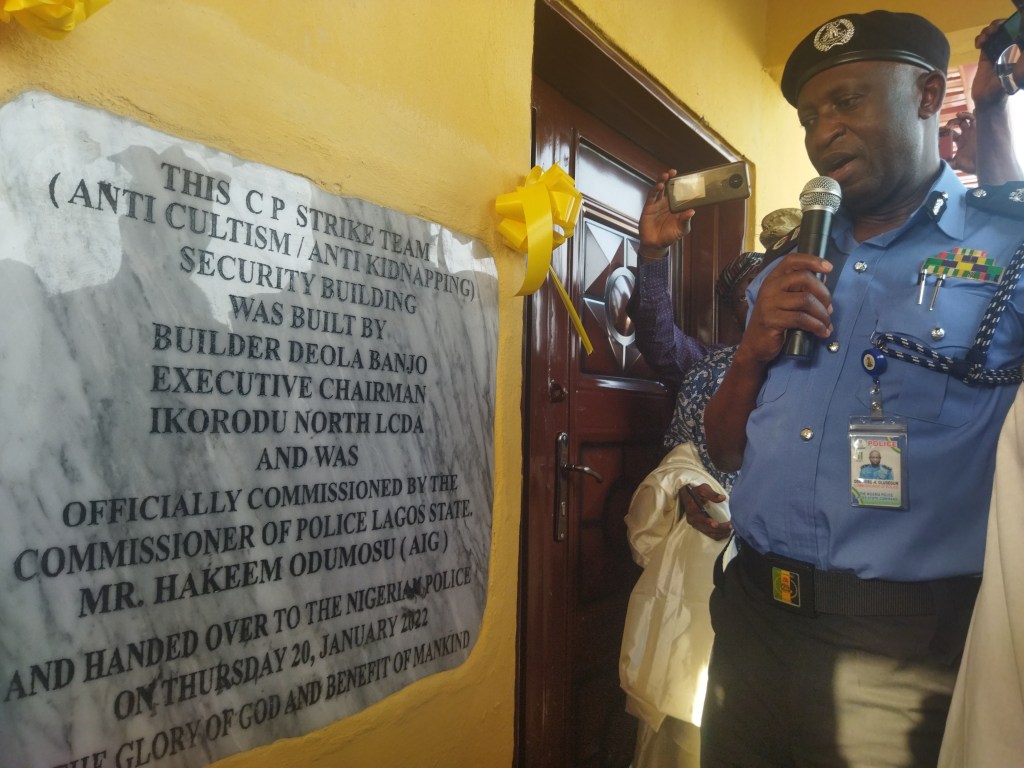 THIS C P STRIKE TEAM
( ANTI CULTISM / ANTI KIDNAPPING)
SECURITY BUILDING
WAS BUILT BY
BUILDER DEOLA BANJO
EXECUTIVE CHAIRMAN
IKORODU NORTH LCDA
AND WAS
OFFICIALLY COMMISSIONED BY THE
COMMISSIONER OF POLICE LAGOS STATE.
MR. HAKEEM ODUMOSU ( AIG )
AND HANDED OVER TO THE NIGERIAN POLICE
ON THURSDAY 20, JANUARY 2022
THE GLORY OF GOD AND BENEFIT OF MANKIND
POLICE